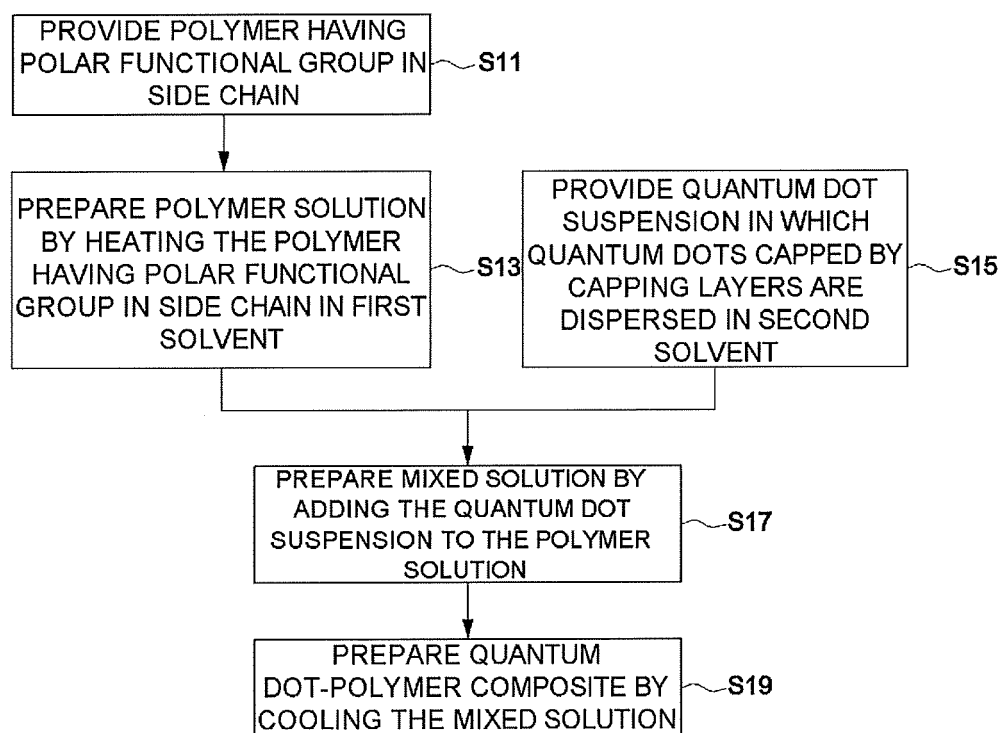 PROVIDE POLYMER HAVING
POLAR FUNCTIONAL GROUP IN
SIDE CHAIN
S11
PREPARE POLYMER SOLUTION
BY HEATING THE POLYMER
HAVING POLAR FUNCTIONAL
GROUP IN SIDE CHAIN IN FIRST
SOLVENT
S13
PROVIDE QUANTUM DOT
SUSPENSION IN WHICH
QUANTUM DOTS CAPPED BY
CAPPING LAYERS ARE
DISPERSED IN SECOND
SOLVENT
S15
PREPARE MIXED SOLUTION BY
ADDING THE QUANTUM DOT
SUSPENSION TO THE POLYMER
SOLUTION
S17
PREPARE QUANTUM
DOT-POLYMER COMPOSITE BY
COOLING THE MIXED SOLUTION
S19